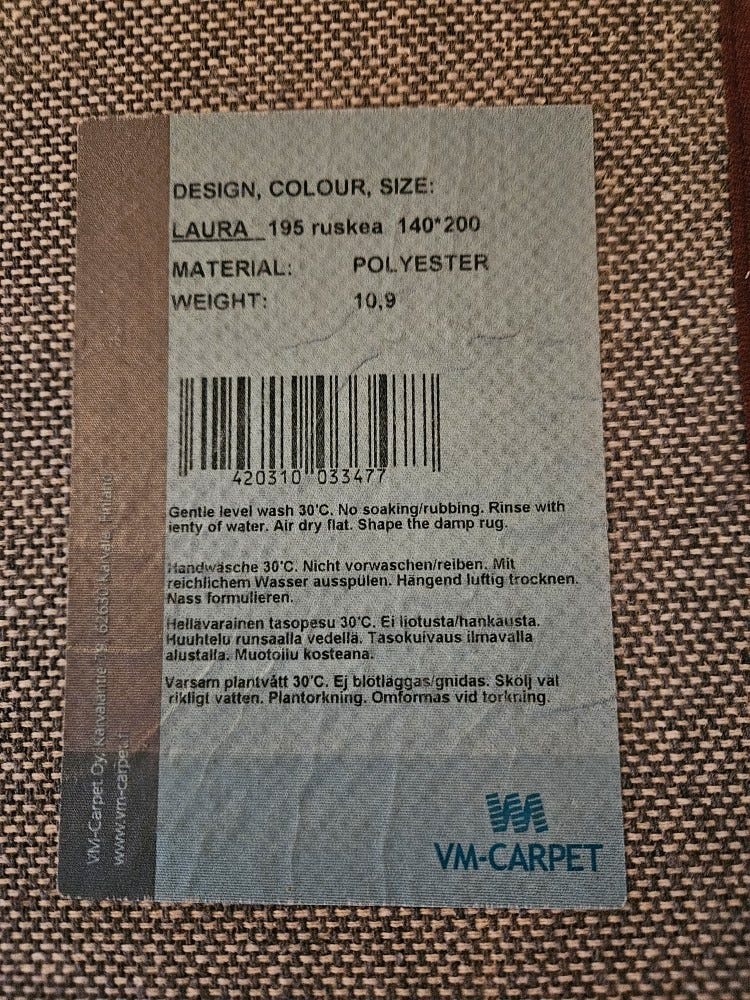 DESIGN, COLOUR, SIZE:
LAURA 195 ruskea 140*200
MATERIAL: POLYESTER
WEIGHT: 10,9
420310 033477
Gentle level wash 30'C. No soaking/rubbing. Rinse with
lenty of water. Air dry flat. Shape the damp rug.
Handwäsche 30'C. Nicht vorwaschen/reiben. Mit
reichlichem Wasser ausspülen. Hängend luftig trocknen.
Nass formulieren.
Hellävarainen tasopesu 30'C. Ei liotusta/hankausta.
Huuhtelu runsaalla vedellä. Tasokuivaus ilmavalla
alustalla. Muotoilu kosteana.
Varsam plantvått 30'C. Ej blötläggas/gnidas. Skölj väl
rikligt vatten. Plantorkning. Omformas vid torkning.
VM-Carpet Oy, Karvalantie 19, 62630 Karvala, Finland
www.vm-carpet.fi
VM-CARPET